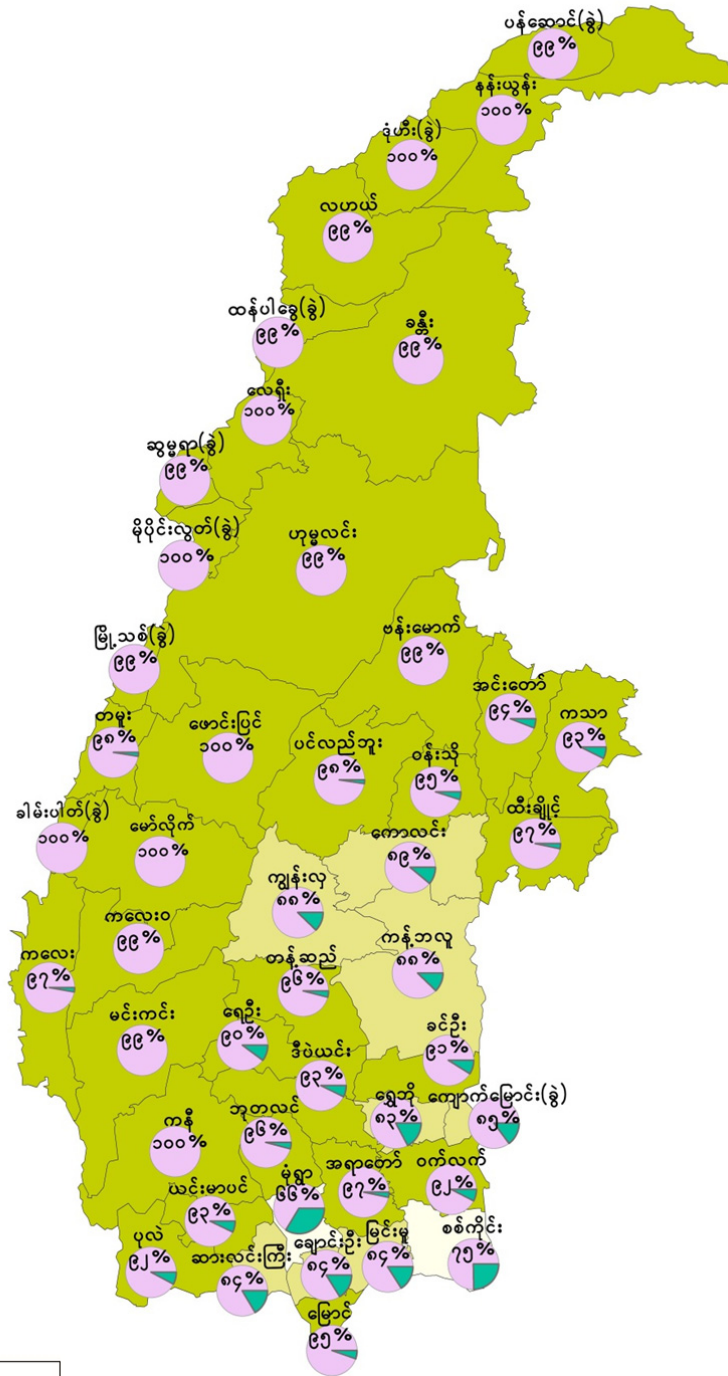 ပန်ဆောင်(ခွဲ)
၉၉%
နန်းယွန်း
၁၀၀%
ဒုံဟီး(ခွဲ)
၁၀၀%
လဟယ်
၉၉%
ထန်ပါခွေ(ခွဲ)
၉၉%
ခန္တီး
၉၉%
လေရှီး
၁၀၀%
ဆွမ္မရာ(ခွဲ)
၉၉%
မိုပိုင်းလွတ်(ခွဲ)
၁၀၀%
ဟုမ္မလင်း
၉၉%
မြို့သစ်(ခွဲ)
၉၉%
ဗန်းမောက်
၉၉%
အင်းတော်
၉၄%
ကသာ
၉၃%
တမူး
၉၈%
ဖောင်းပြင်
၁၀၀%
ပင်လည်ဘူး
၉၈%
ဝန်းသို
၉၅%
ထီးချိုင့်
၉၇%
ခါမ်းပါတ်(ခွဲ)
၁၀၀%
မော်လိုက်
၁၀၀%
ကောလင်း
၈၉%
ကျွန်းလှ
၈၈%
ကလေးဝ
၉၉%
ကန့်ဘလူ
၈၈%
ကလေး
၉၇%
တန့်ဆည်
၉၆%
မင်းကင်း
၉၉%
ရေဦး
၉၀%
ခင်ဦး
၉၁%
ဒီပဲယင်း
၉၃%
ရွှေဘို
၈၃%
ကျောက်မြောင်း(ခွဲ)
၈၅%
ကနီ
၁၀၀%
ဘုတလင်
၉၆%
အရာတော်
၉၇%
ဝက်လက်
၉၂%
မုံရွာ
၆၆%
ယင်းမာပင်
၉၃%
ပုလဲ
၉၂%
ဆားလင်းကြီး
၈၄%
ချောင်းဦး
၈၄%
မြင်းမူ
၈၄%
စစ်ကိုင်း
၇၅%
မြောင်
၉၅%